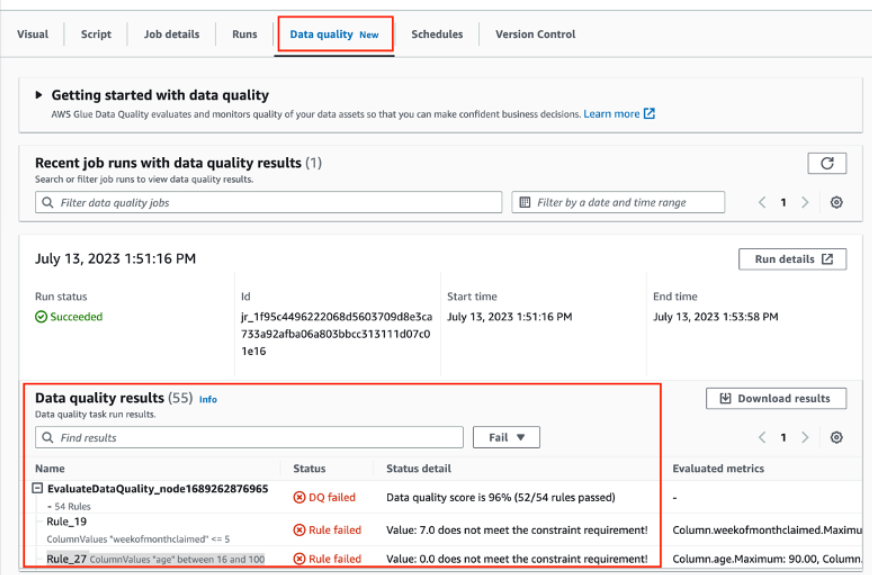 Visual Script Job details Runs Data quality New Schedules Version Control
Getting started with data quality
AWS Glue Data Quality evaluates and monitors quality of your data assets so that you can make confident business decisions. Learn more
Recent job runs with data quality results (1)
Search or filter job runs to view data quality results.
Filter data quality jobs Filter by a date and time range 1
July 13, 2023 1:51:16 PM Run details
Run status Id Start time End time
Succeeded jr_1f95c4496222068d5603709d8e3ca July 13, 2023 1:51:16 PM July 13, 2023 1:53:58 PM
733a92afba06a803bbcc313111d07c0
1e16
Data quality results (55) Info Download results
Data quality task run results.
Find results Fail 1
Name Status Status detail Evaluated metrics
EvaluateDataQuality_node1689262876965 DQ failed Data quality score is 96% (52/54 rules passed) -
- 54 Rules
Rule_19 Rule failed Value: 7.0 does not meet the constraint requirement! Column.weekofmonthclaimed.Maximu
ColumnValues "weekofmonthclaimed" <= 5
Rule_27 ColumnValues "age" between 16 and 100 Rule failed Value: 0.0 does not meet the constraint requirement! Column.age.Maximum: 90.00, Column.